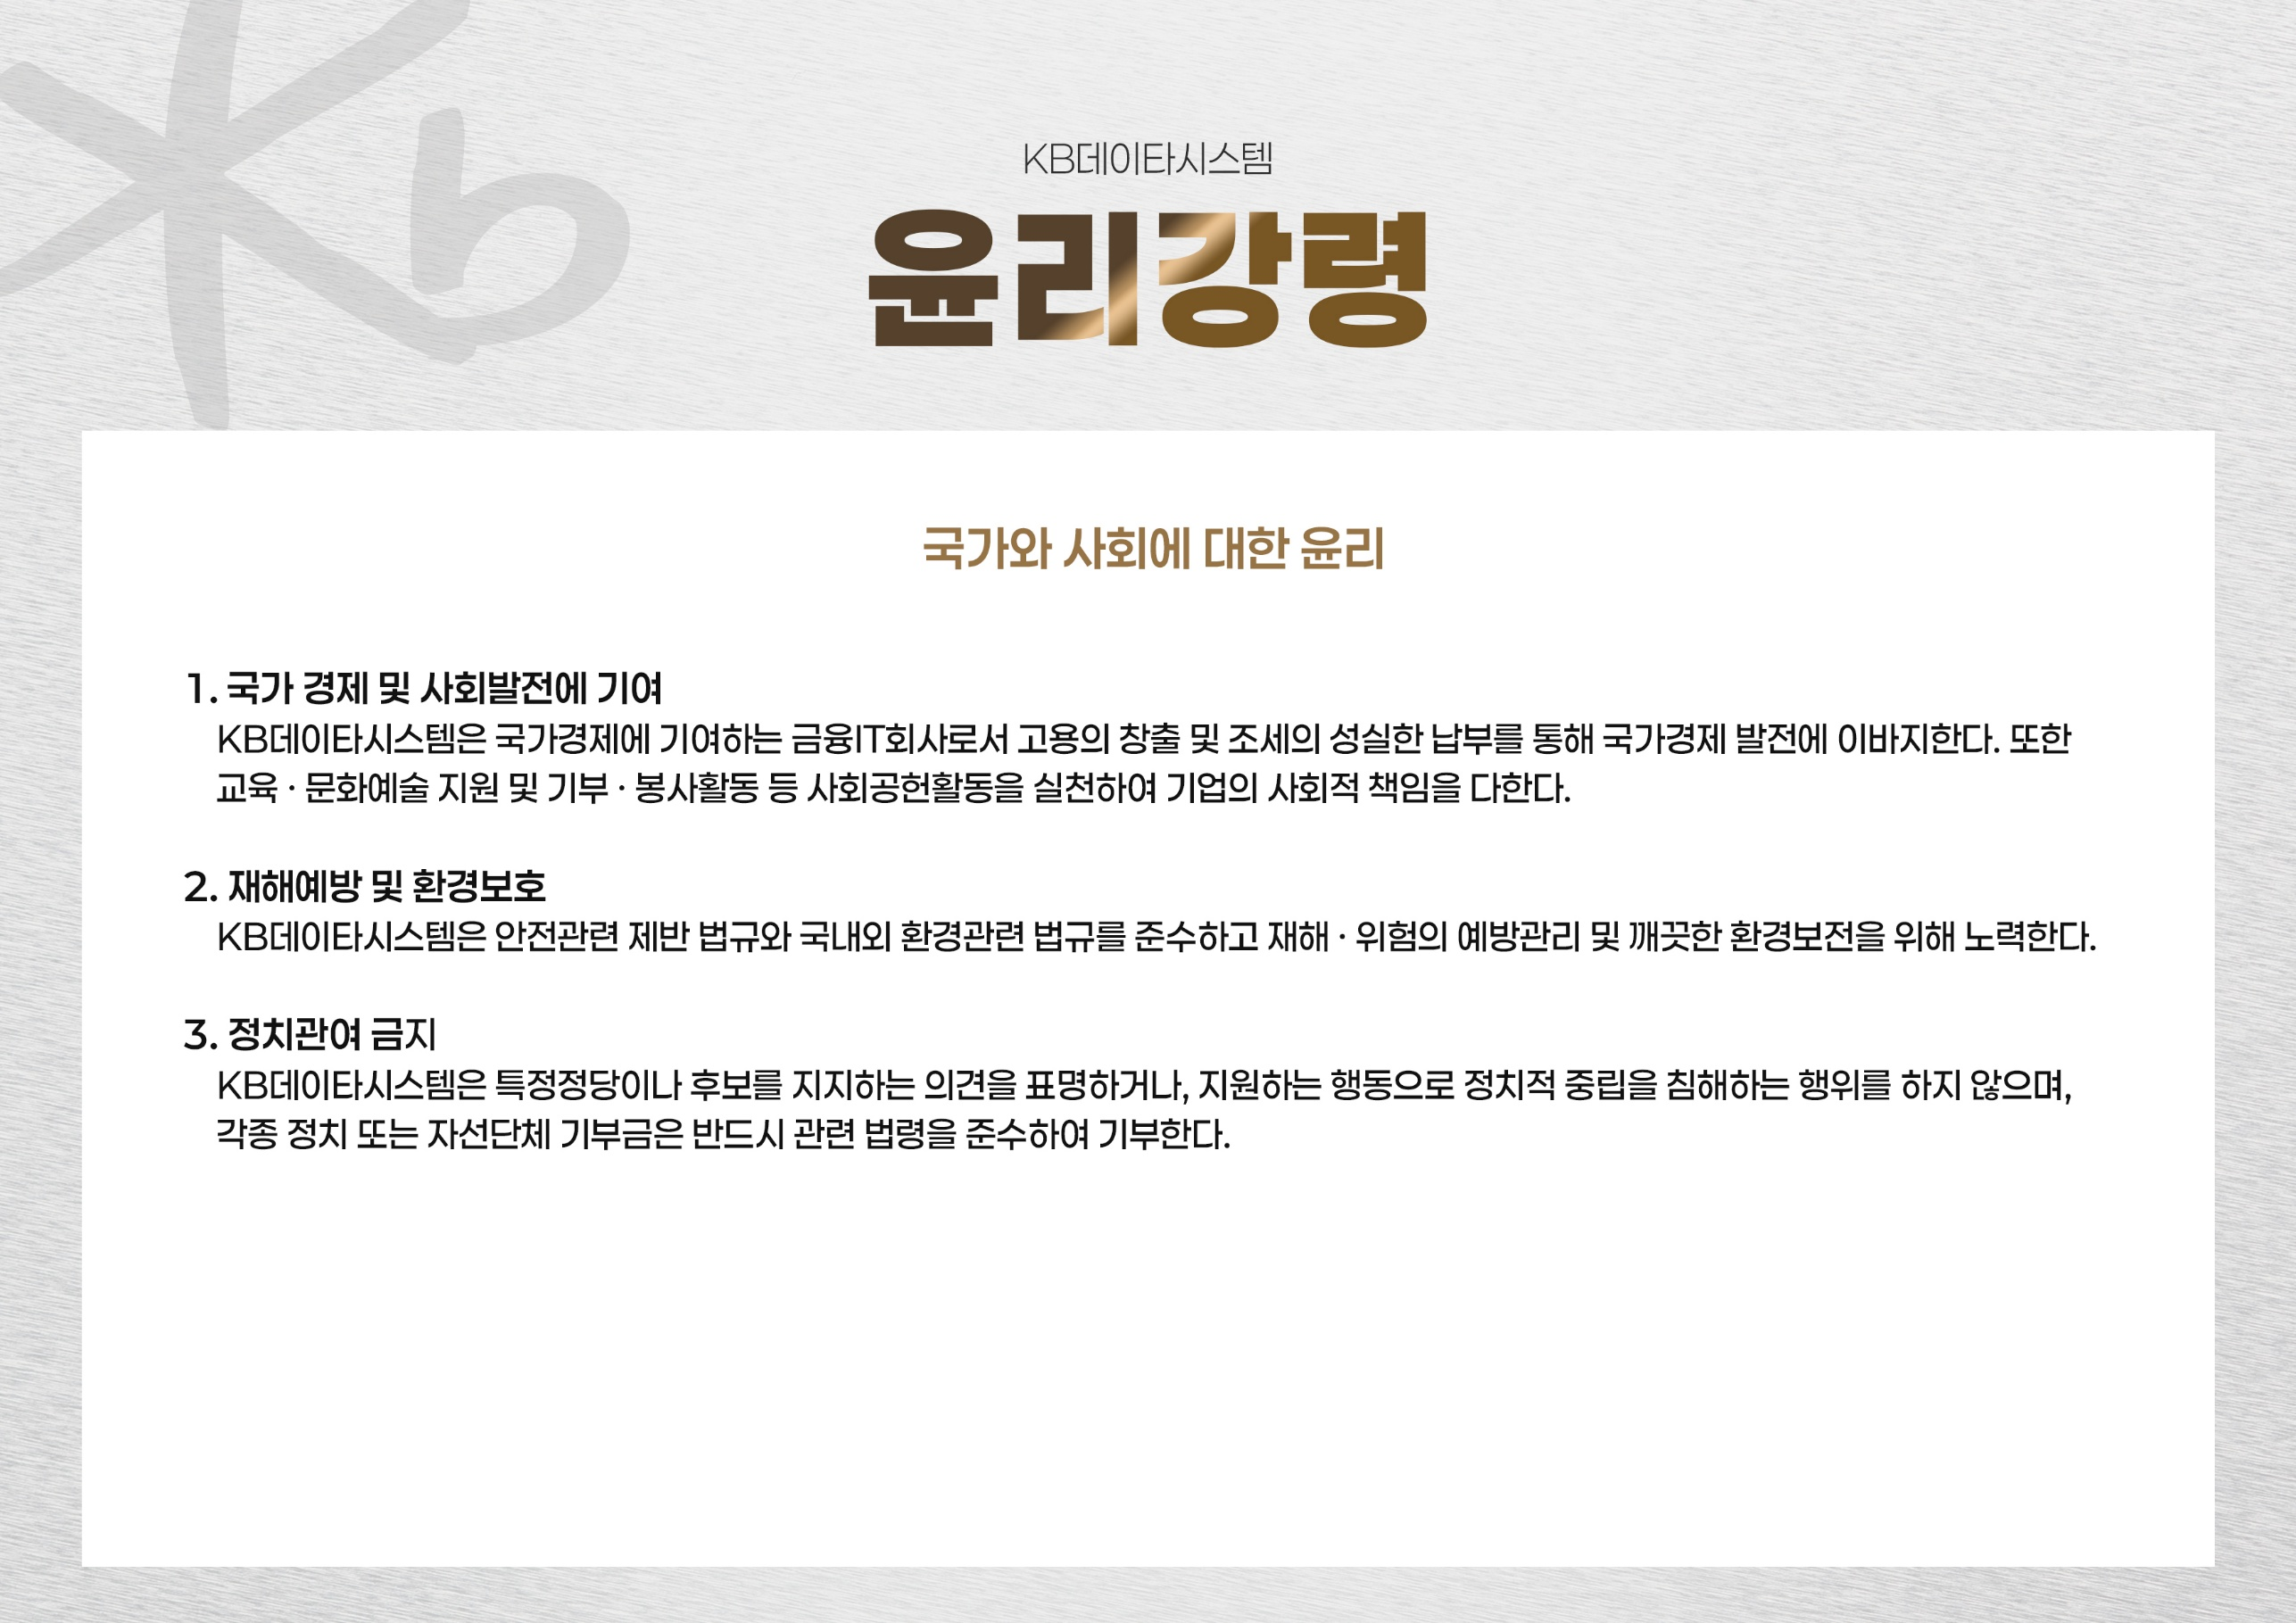 Kb
KB데이타시스템
윤리강령
국가와 사회에 대한 윤리
1. 국가 경제 및 사회발전에 기여
KB데이타시스템은 국가경제에 기여하는 금융IT회사로서 고용의 창출 및 조세의 성실한 납부를 통해 국가경제 발전에 이바지한다. 또한
교육 · 문화예술 지원 및 기부 · 봉사활동 등 사회공헌활동을 실천하여 기업의 사회적 책임을 다한다.
2. 재해예방 및 환경보호
KB데이타시스템은 안전관련 제반 법규와 국내외 환경관련 법규를 준수하고 재해 · 위험의 예방관리 및 깨끗한 환경보전을 위해 노력한다.
3. 정치관여 금지
KB데이타시스템은 특정정당이나 후보를 지지하는 의견을 표명하거나, 지원하는 행동으로 정치적 중립을 침해하는 행위를 하지 않으며,
각종 정치 또는 자선단체 기부금은 반드시 관련 법령을 준수하여 기부한다.